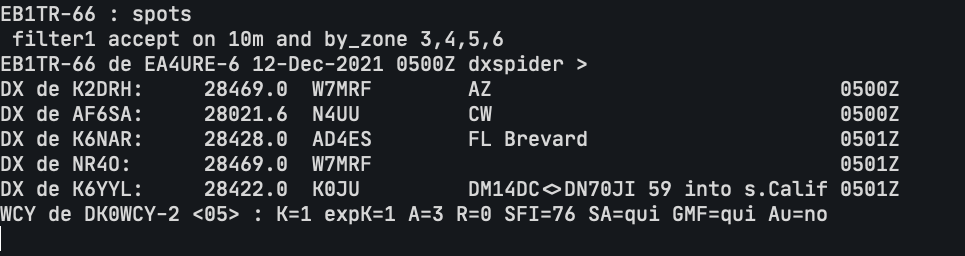 EB1TR-66 : spots
filter1 accept on 10m and by_zone 3,4,5,6
EB1TR-66 de EA4URE-6 12-Dec-2021 0500Z dxspider >
DX de K2DRH: 28469.0 W7MRF AZ 0500Z
DX de AF6SA: 28021.6 N4UU CW 0500Z
DX de K6NAR: 28428.0 AD4ES FL Brevard 0501Z
DX de NR4O: 28469.0 W7MRF 0501Z
DX de K6YYL: 28422.0 K0JU DM14DC<>DN70JI 59 into s.Calif 0501Z
WCY de DK0WCY-2 <05> : K=1 expK=1 A=3 R=0 SFI=76 SA=qui GMF=qui Au=no